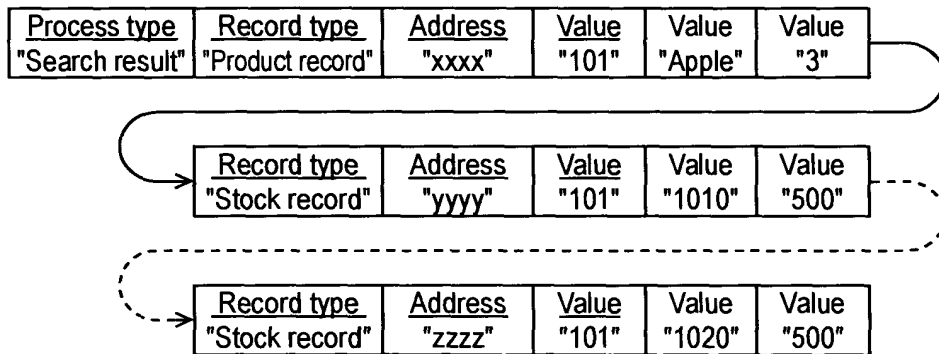 Process type Record type Address Value Value Value
"Search result" "Product record" "xxxx" "101" "Apple" "3"
Record type Address Value Value Value
"Stock record" "yyyy" "101" "1010" "500"
Record type Address Value Value Value
"Stock record" "zzzz" "101" "1020" "500"